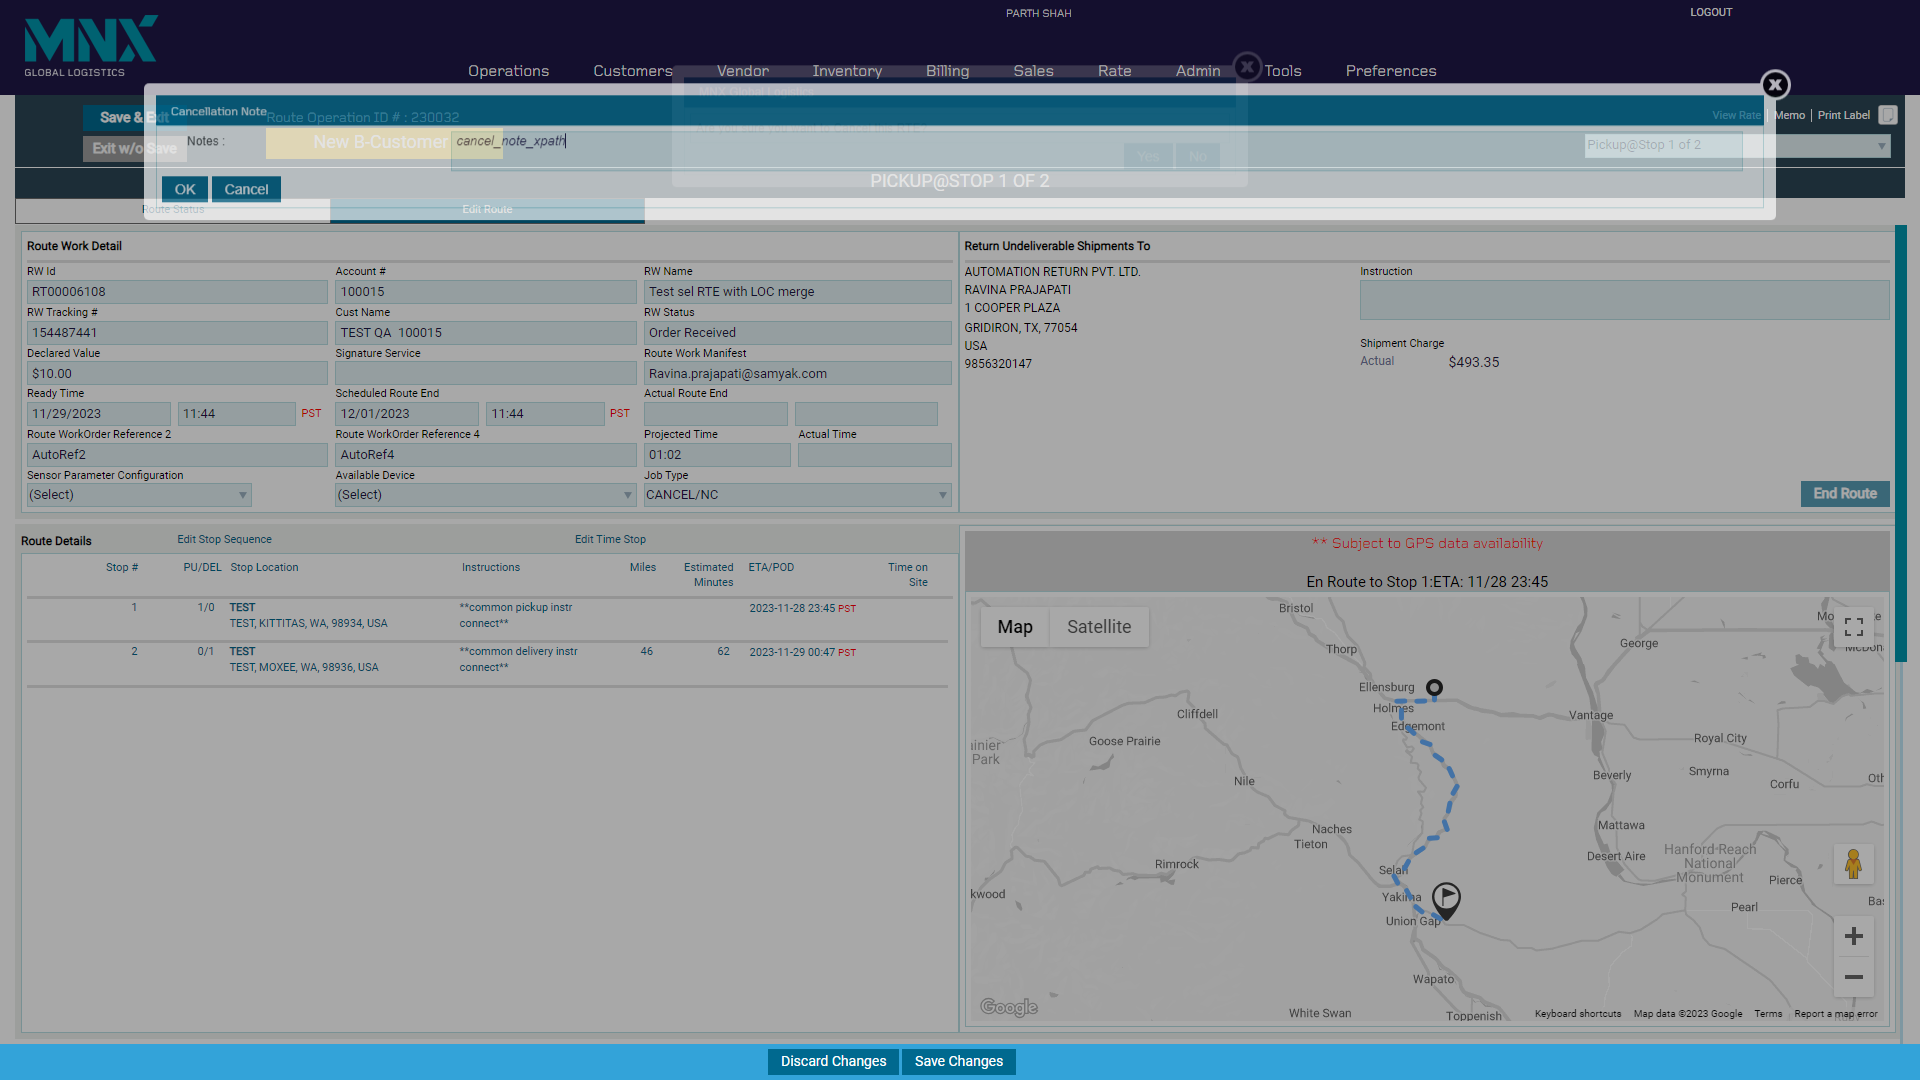 PARTH SHAH
LOGOUT
MNX
GLOBAL LOGISTICS
Operations Customers Vendor Inventory Billing Sales Rate Admin Tools Preferences
MNX Global Logistics
Cancellation Note
Save & Exit
Route Operation ID # : 230032
View Rate | Memo | Print Label
Notes :
New B-Customer
cancel_note_xpath
Pickup@Stop 1 of 2
Exit w/o Save
Yes No
PICKUP@STOP 1 OF 2
OK Cancel
Route Status Edit Route
Route Work Detail
RW Id Account # RW Name
RT00006108 100015 Test sel RTE with LOC merge
RW Tracking # Cust Name RW Status
154487441 TEST QA 100015 Order Received
Declared Value Signature Service Route Work Manifest
$10.00 Ravina.prajapati@samyak.com
Ready Time Scheduled Route End Actual Route End
11/29/2023 11:44 PST 12/01/2023 11:44 PST
Route WorkOrder Reference 2 Route WorkOrder Reference 4 Projected Time Actual Time
AutoRef2 AutoRef4 01:02
Sensor Parameter Configuration Available Device Job Type
(Select) (Select) CANCEL/NC
Return Undeliverable Shipments To
AUTOMATION RETURN PVT. LTD.
RAVINA PRAJAPATI
1 COOPER PLAZA
GRIDIRON, TX, 77054
USA
9856320147
Instruction
Shipment Charge
Actual $493.35
End Route
Route Details Edit Stop Sequence Edit Time Stop
Stop # PU/DEL Stop Location Instructions Miles Estimated Minutes ETA/POD Time on Site
1 1/0 TEST **common pickup instr 2023-11-28 23:45 PST
TEST, KITTITAS, WA, 98934, USA connect**
2 0/1 TEST **common delivery instr 46 62 2023-11-29 00:47 PST
TEST, MOXEE, WA, 98936, USA connect**
** Subject to GPS data availability
En Route to Stop 1:ETA: 11/28 23:45
Map Satellite
Bristol
Thorp
George
Ellensburg
Holmes
Edgemont
Cliffdell
Vantage
Goose Prairie
Royal City
inier
Park
Nile
Beverly
Smyrna
Corfu
Oth
Naches
Tieton
Mattawa
Rimrock
Selah
Desert Aire
Hanford Reach
National
Monument
Pierce
kwood
Yakima
Union Gap
Pearl
Bas
Wapato
White Swan
Toppenish
Google
Keyboard shortcuts Map data ©2023 Google Terms Report a map error
Discard Changes Save Changes